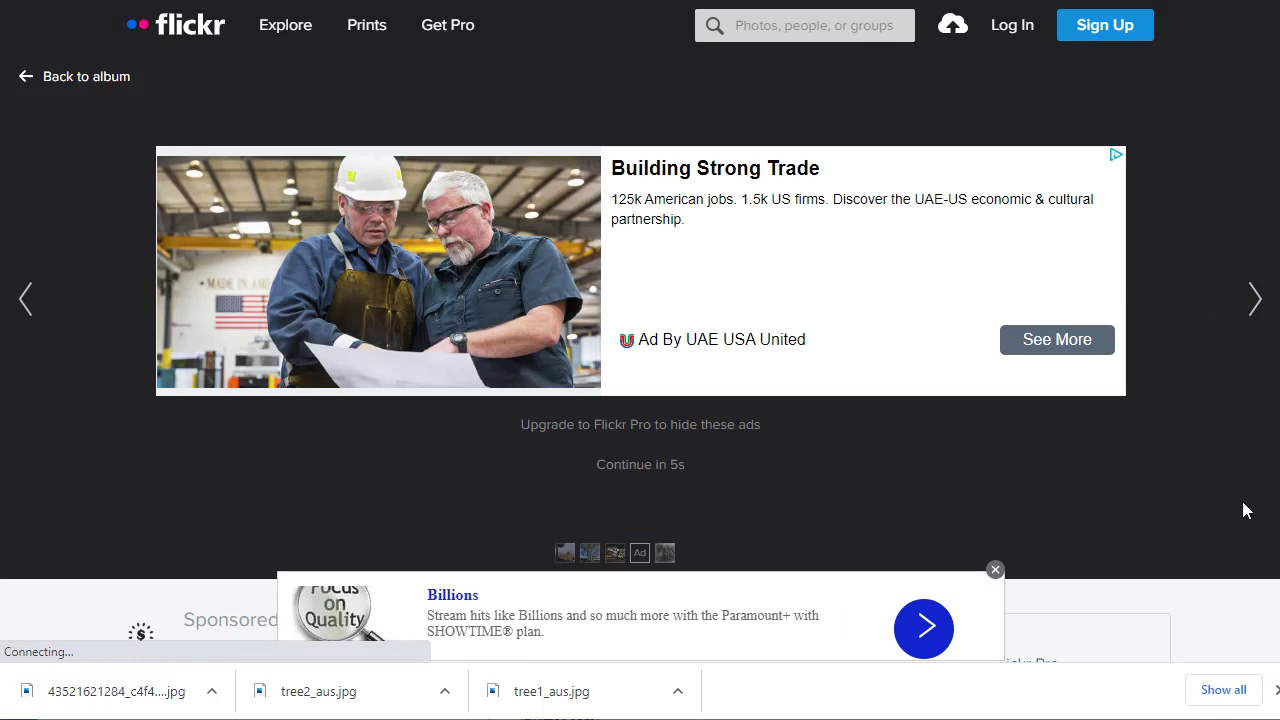 flickr
Explore
Prints
Get Pro
Photos, people, or groups
Log In
Sign Up
Back to album
MADE IN
Building Strong Trade
125k American jobs. 1.5k US firms. Discover the UAE-US economic & cultural
partnership.
Ad By UAE USA United
See More
Upgrade to Flickr Pro to hide these ads
Continue in 5s
Ad
Sponsored
Focus
on
Quality
Billions
Stream hits like Billions and so much more with the Paramount+ with
SHOWTIME® plan.
Flickr Pro
Connecting...
43521621284_c4f4....jpg
tree2_aus.jpg
tree1_aus.jpg
Show all